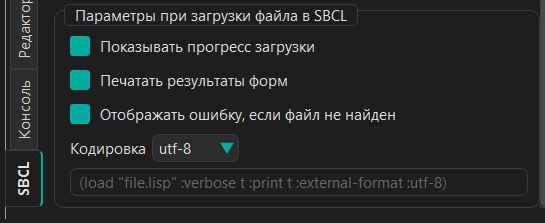 Параметры при загрузки файла в SBCL
Показывать прогресс загрузки
Печатать результаты форм
Отображать ошибку, если файл не найден
Кодировка utf-8
(load "file.lisp" :verbose t :print t :external-format :utf-8)
Редактор
Консоль
SBCL